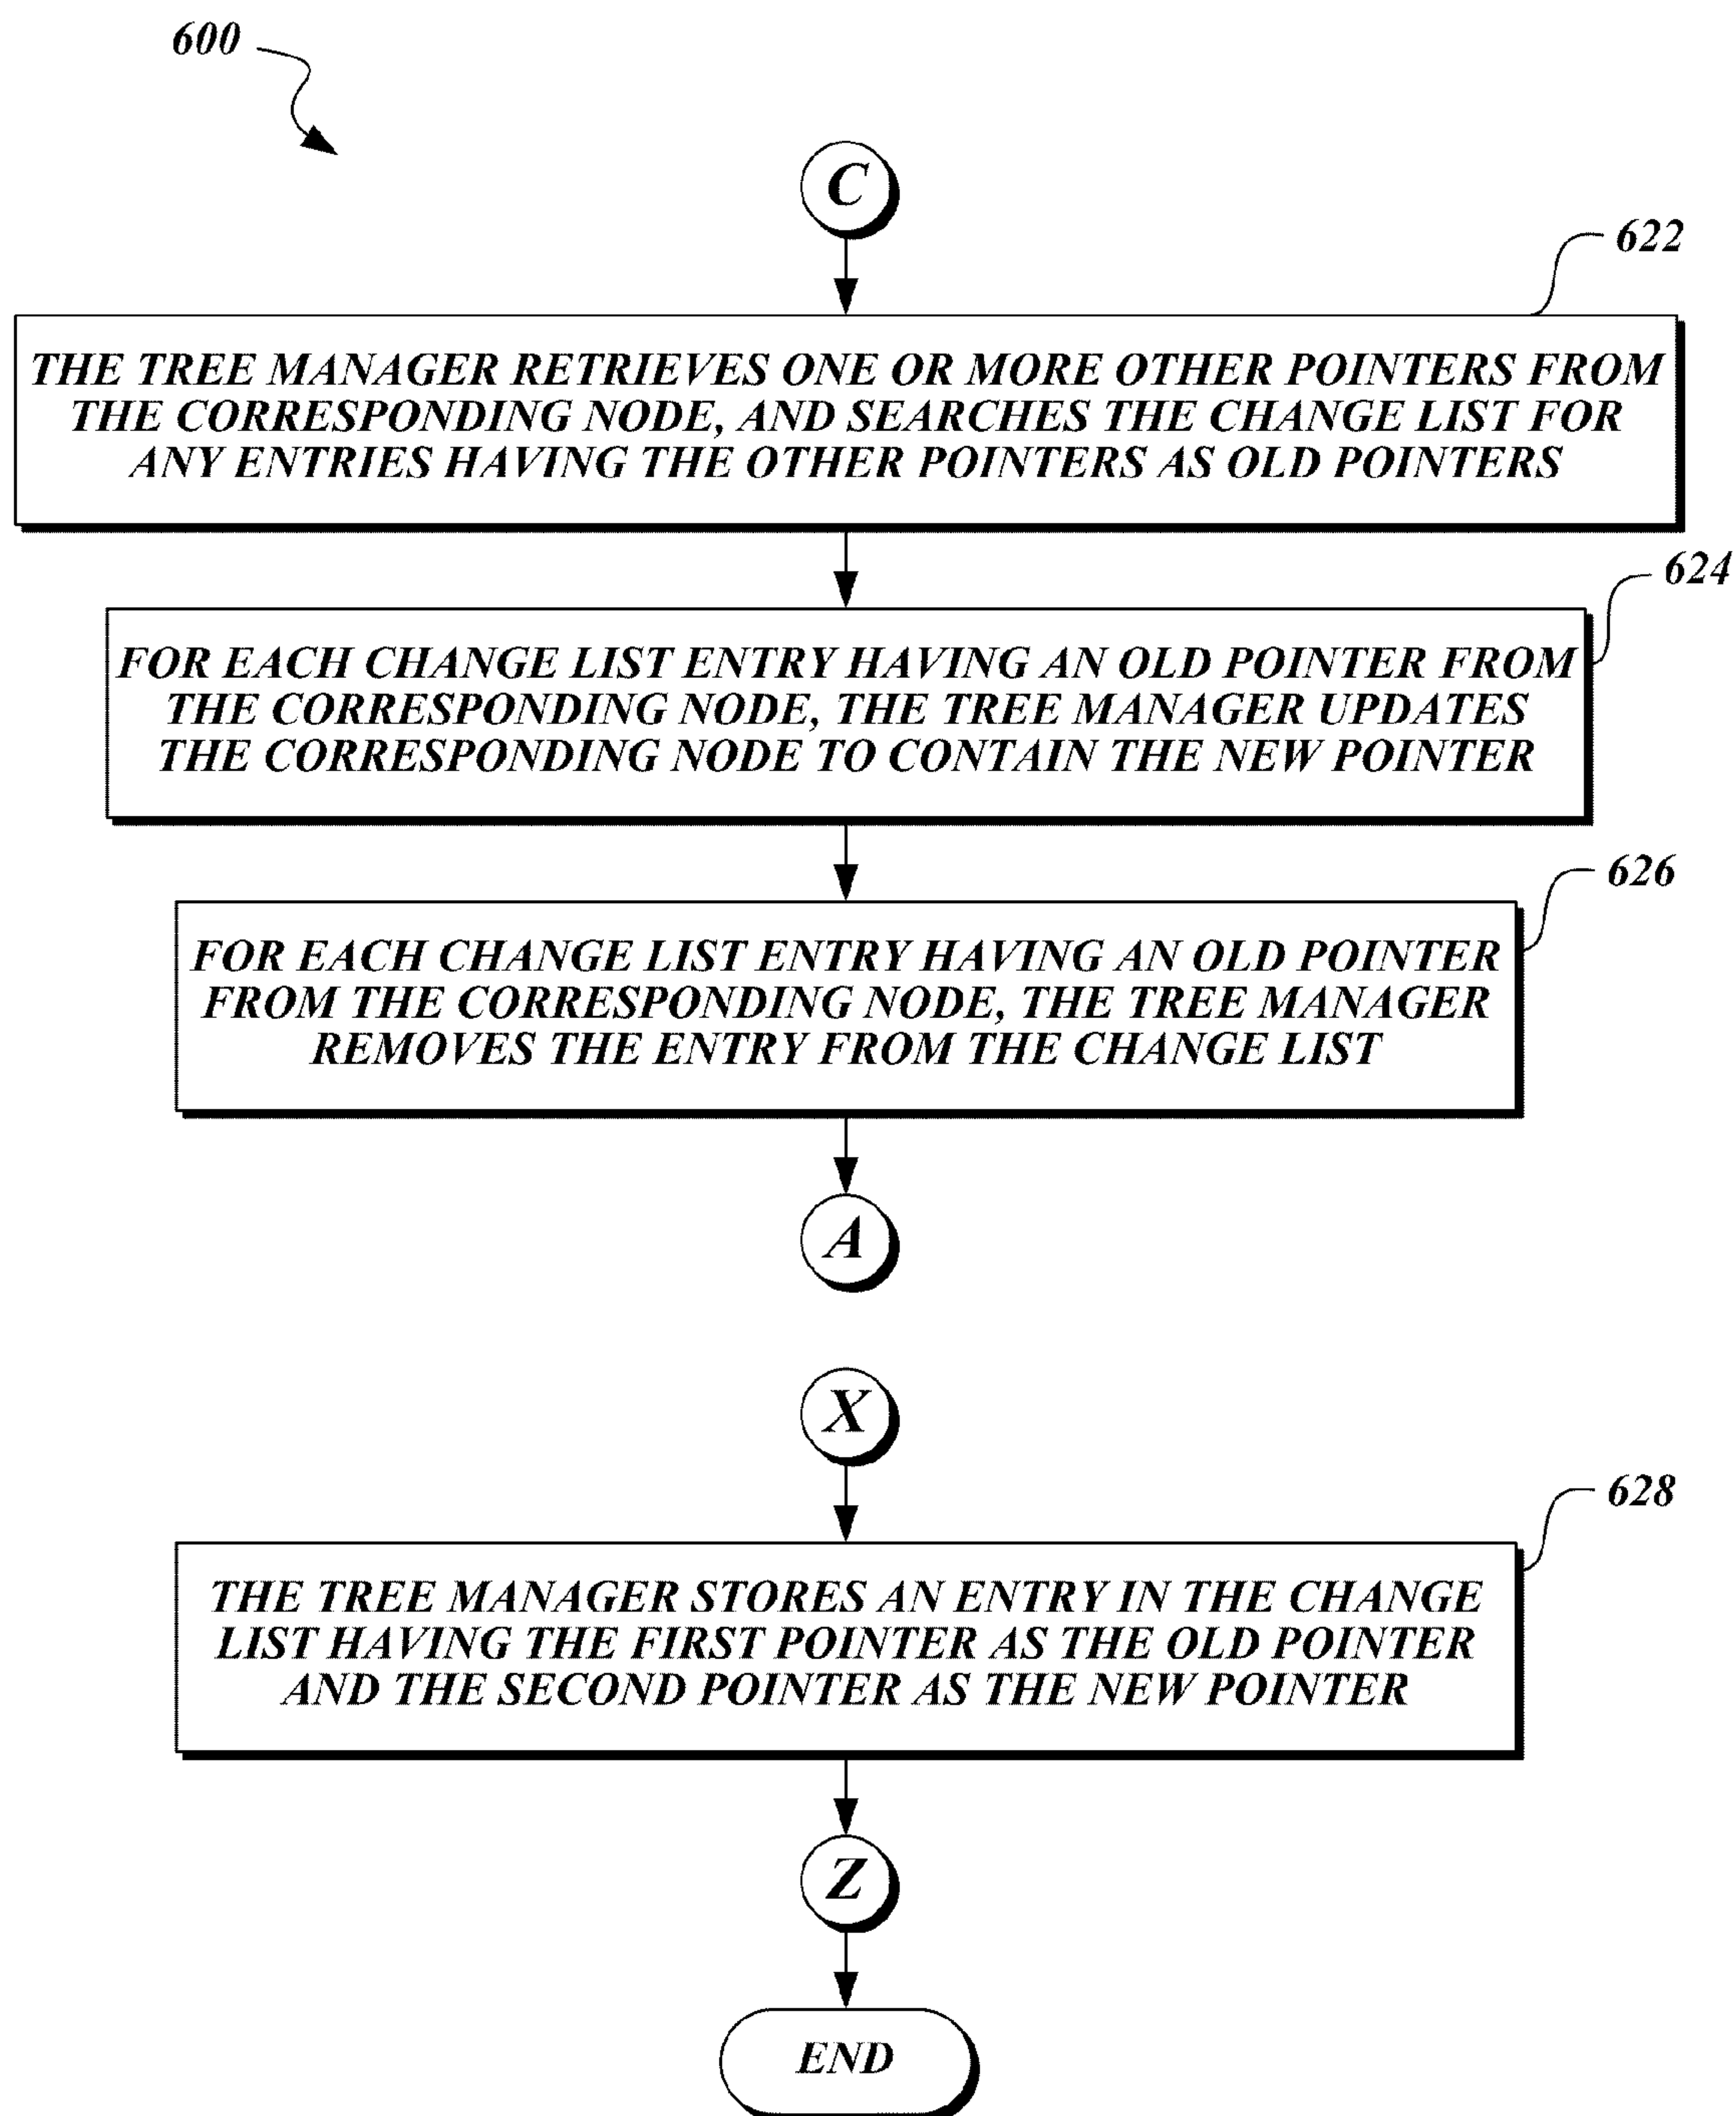 600
C
622
THE TREE MANAGER RETRIEVES ONE OR MORE OTHER POINTERS FROM
THE CORRESPONDING NODE, AND SEARCHES THE CHANGE LIST FOR
ANY ENTRIES HAVING THE OTHER POINTERS AS OLD POINTERS
624
FOR EACH CHANGE LIST ENTRY HAVING AN OLD POINTER FROM
THE CORRESPONDING NODE, THE TREE MANAGER UPDATES
THE CORRESPONDING NODE TO CONTAIN THE NEW POINTER
626
FOR EACH CHANGE LIST ENTRY HAVING AN OLD POINTER
FROM THE CORRESPONDING NODE, THE TREE MANAGER
REMOVES THE ENTRY FROM THE CHANGE LIST
A
X
628
THE TREE MANAGER STORES AN ENTRY IN THE CHANGE
LIST HAVING THE FIRST POINTER AS THE OLD POINTER
AND THE SECOND POINTER AS THE NEW POINTER
Z
END